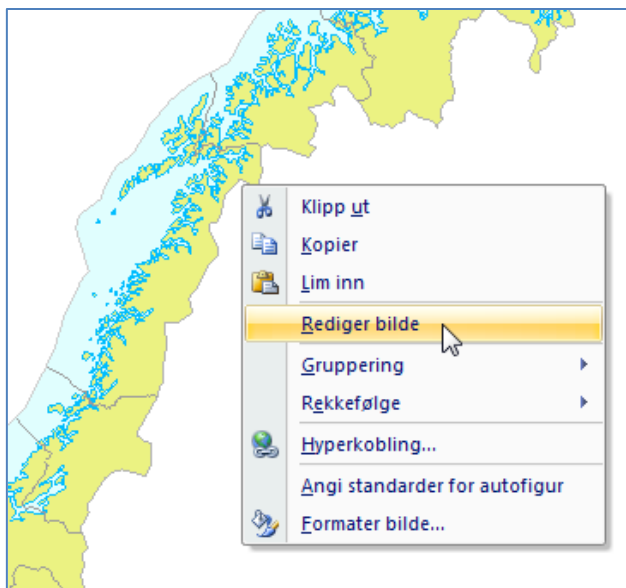 Klipp ut
Kopier
Lim inn
Rediger bilde
Gruppering
Rekkefølge
Hyperkobling...
Angi standarder for autofigur
Formater bilde...